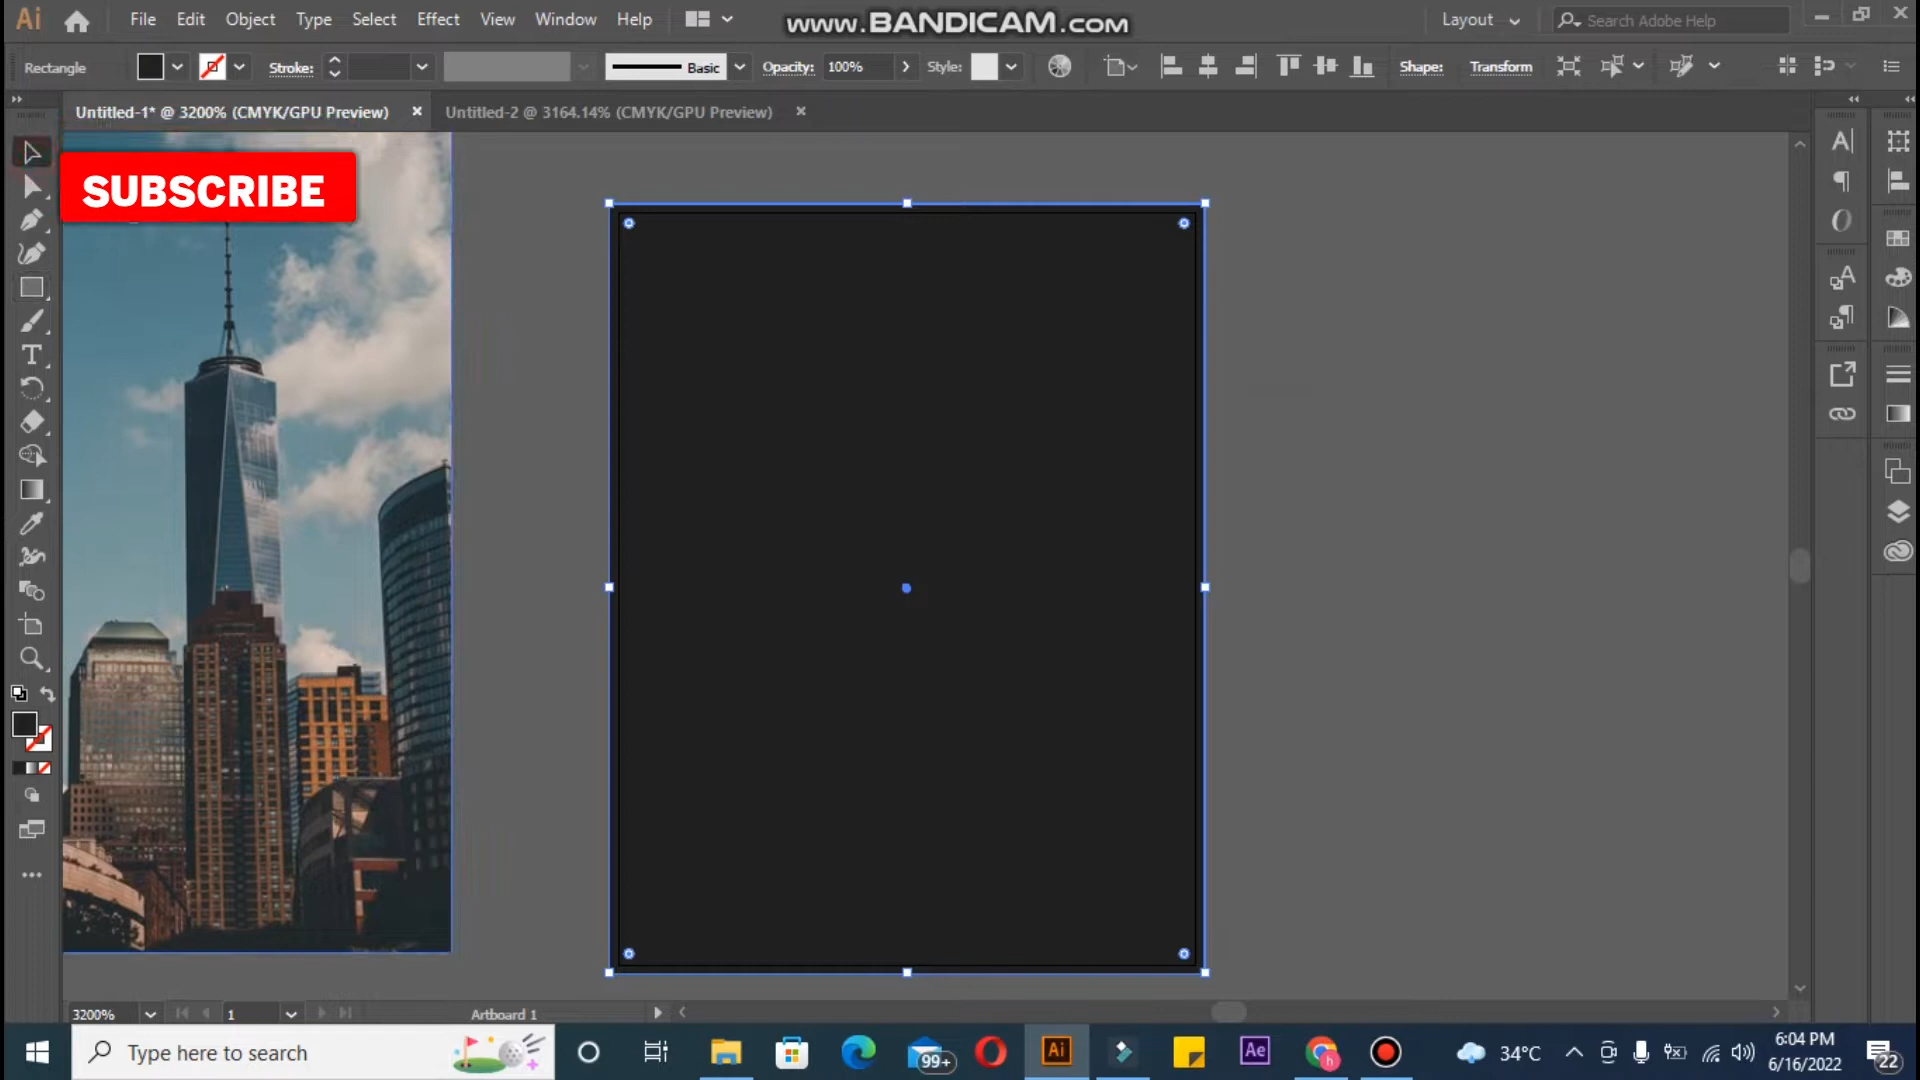 Ai File Edit Object Type Select Effect View Window Help www.BANDICAM.com Layout Search Adobe Help
Rectangle Stroke: Basic Opacity: 100% Style: Shape: Transform
Untitled-1* @ 3200% (CMYK/GPU Preview) × Untitled-2 @ 3164.14% (CMYK/GPU Preview) ×
SUBSCRIBE
3200% 1 Artboard 1
Type here to search 99+ Ai Ae h 34°C 6:04 PM
6/16/2022 22